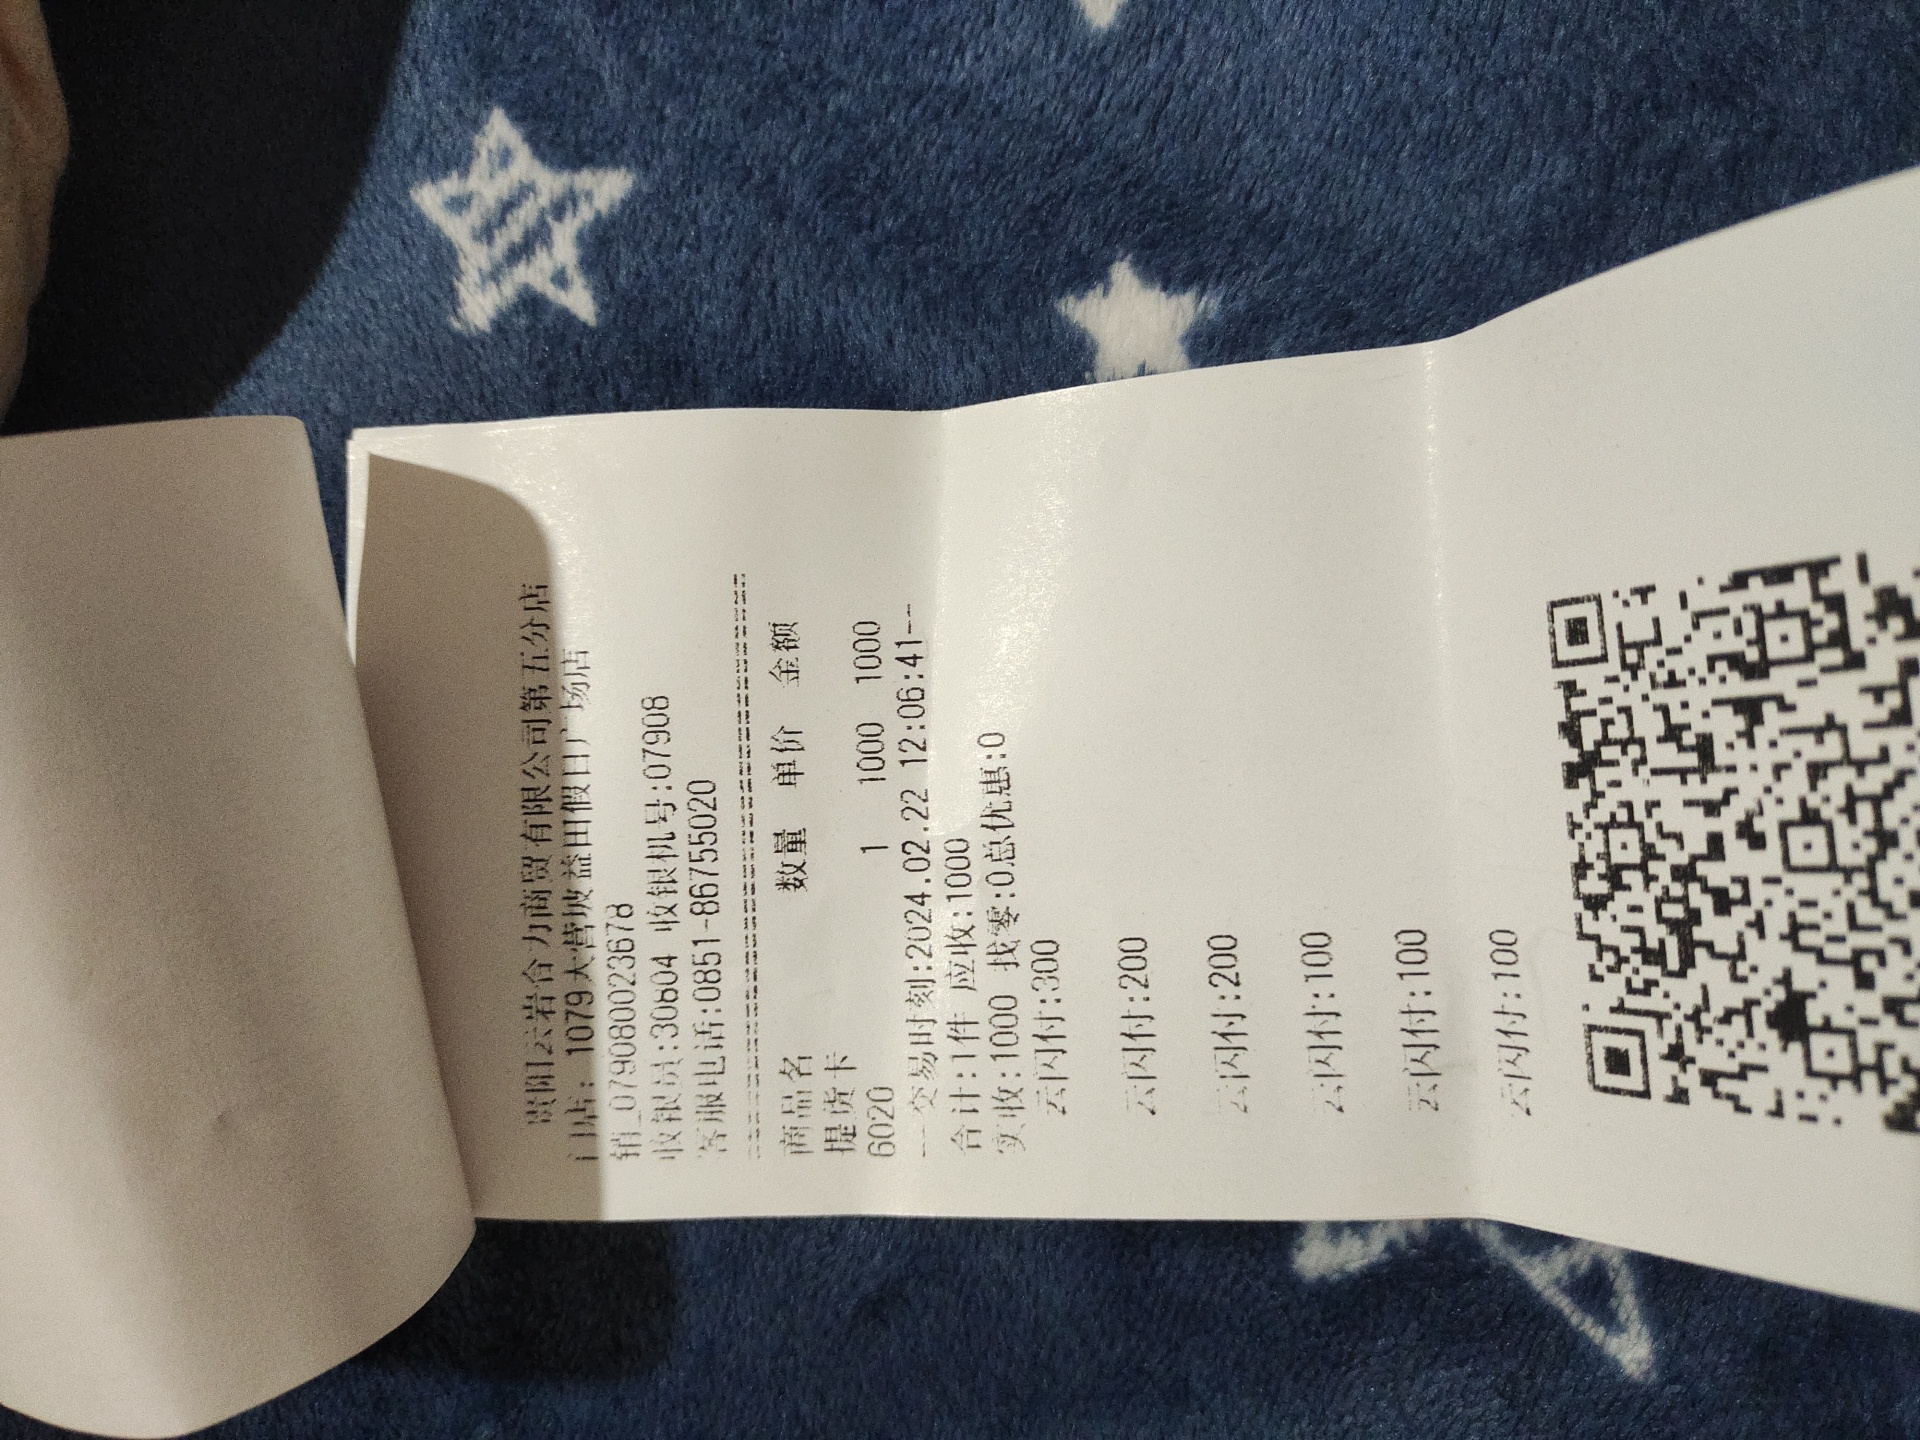 贵阳云岩合力商贸有限公司第五分店
门店: 1079大营坡益田假日广场店
销_079080023678
收银员:30804 收银机号:07908
客服电话:0851-86755020
商品名 数量 单价 金额
提货卡
6020 1 1000 1000
--交易时刻:2024.02.22 12:06:41--
合计:1件 应收:1000
实收:1000 找零:0总优惠:0
云闪付:300
云闪付:200
云闪付:200
云闪付:100
云闪付:100
云闪付:100